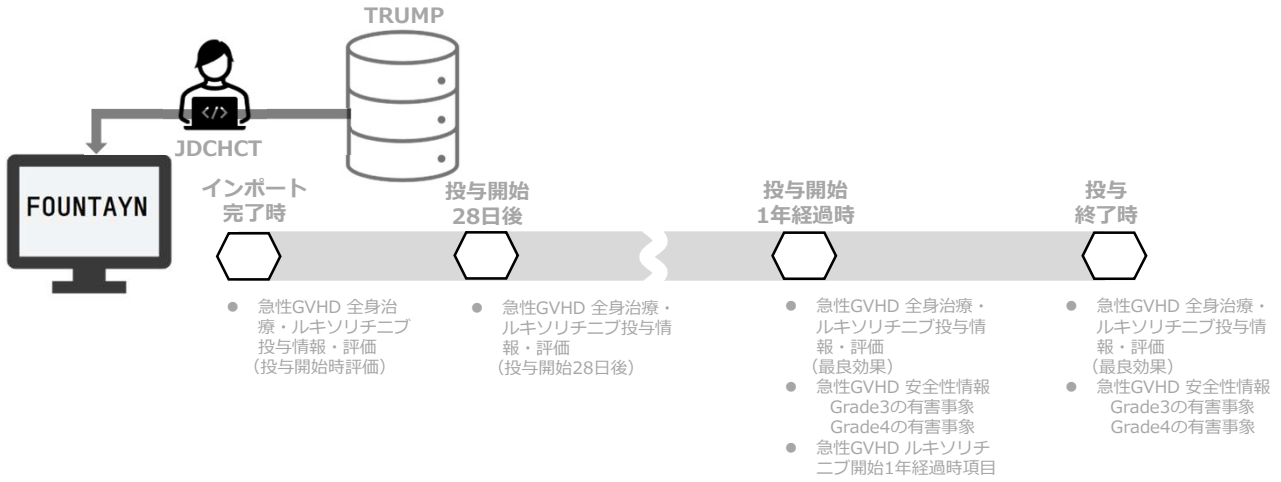 TRUMP
</>
JDCHCT
FOUNTAYN
インポート
完了時
投与開始
28日後
投与開始
1年経過時
投与
終了時
● 急性GVHD 全身治
療・ルキソリチニブ
投与情報・評価
（投与開始時評価）
● 急性GVHD 全身治療・
ルキソリチニブ投与情
報・評価
（投与開始28日後）
● 急性GVHD 全身治療・
ルキソリチニブ投与情
報・評価
（最良効果）
● 急性GVHD 安全性情報
Grade3の有害事象
Grade4の有害事象
● 急性GVHD ルキソリチ
ニブ開始1年経過時項目
● 急性GVHD 全身治療・
ルキソリチニブ投与情
報・評価
（最良効果）
● 急性GVHD 安全性情報
Grade3の有害事象
Grade4の有害事象